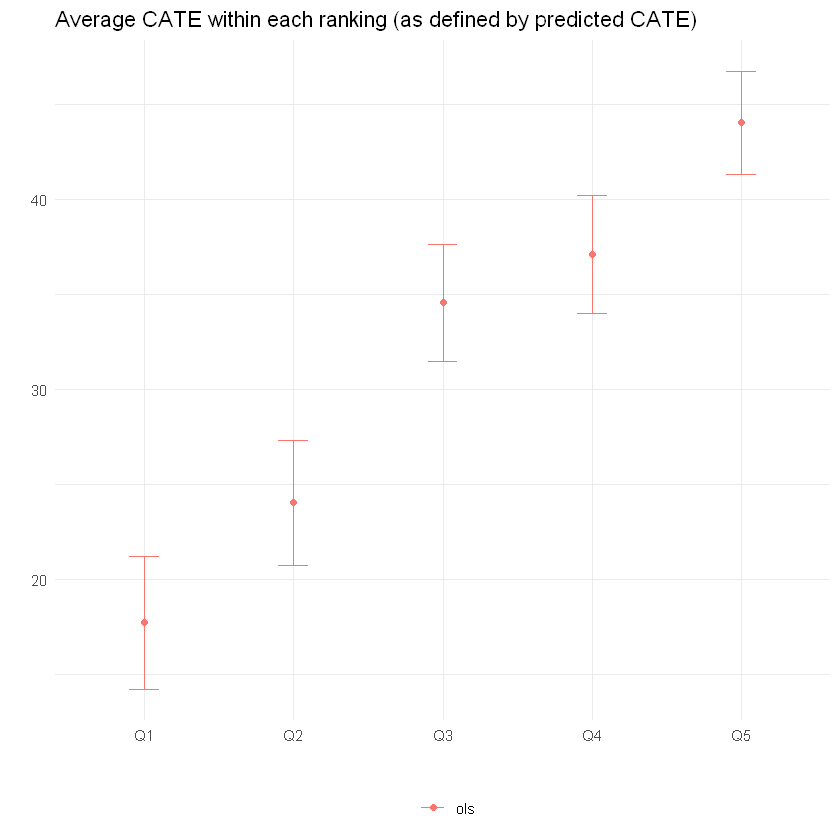 Average CATE within each ranking (as defined by predicted CATE)
40
30
20
Q1 Q2 Q3 Q4 Q5
ols